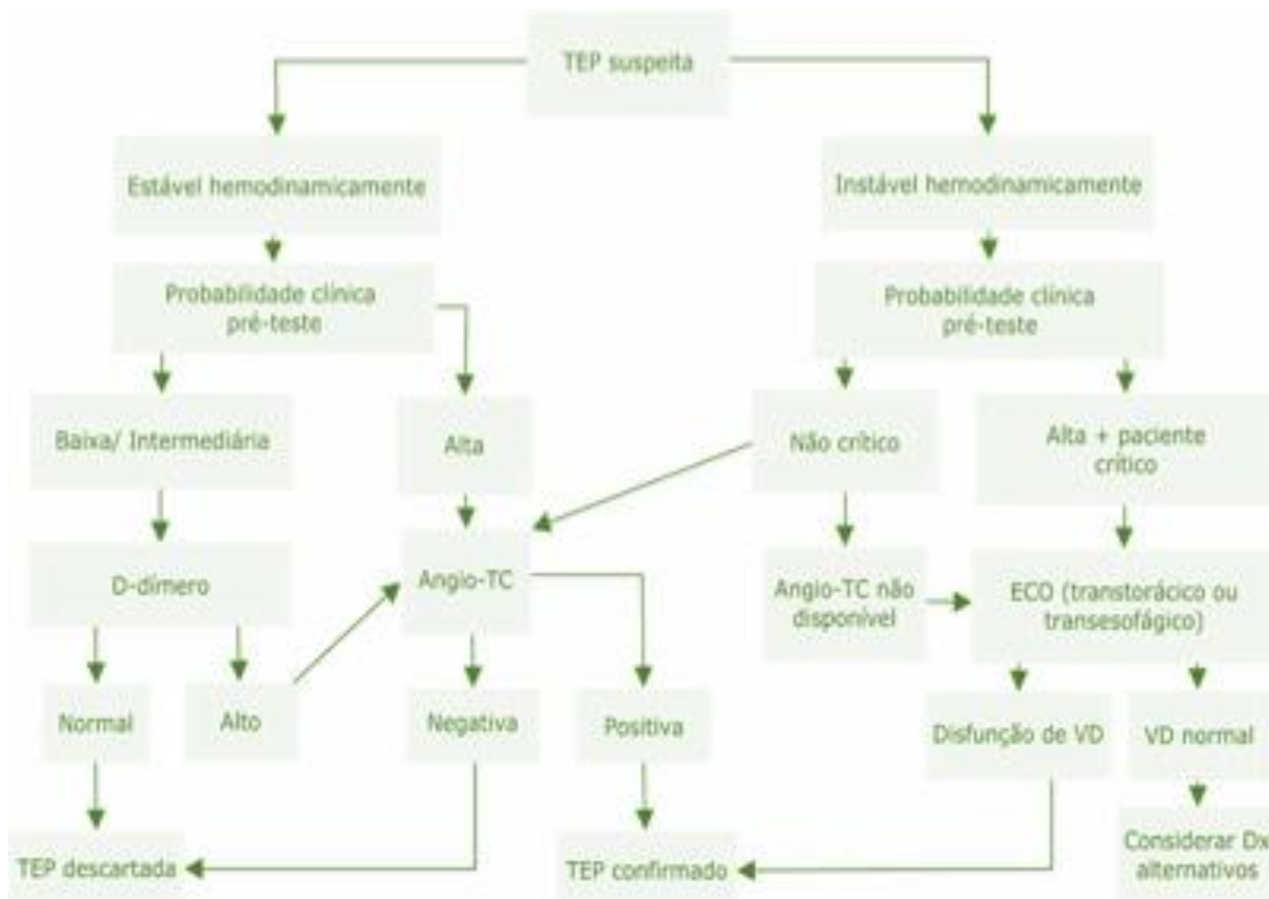 TEP suspeita
Estável hemodinamicamente
Instável hemodinamicamente
Probabilidade clínica
pré-teste
Probabilidade clínica
pré-teste
Baixa/ Intermediária
Alta
Não crítico
Alta + paciente
crítico
D-dímero
Angio-TC
Angio-TC não
disponível
ECO (transtorácico ou
transesofágico)
Normal
Alto
Negativa
Positiva
Disfunção de VD
VD normal
TEP descartada
TEP confirmado
Considerar Dx
alternativos